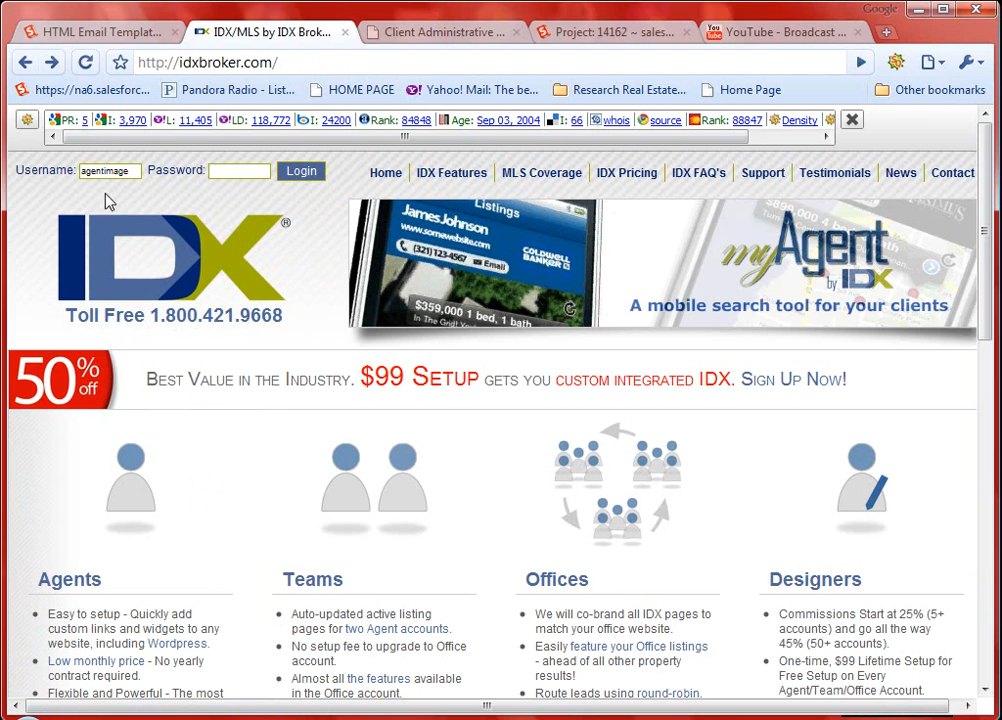 Google
HTML Email Templat...
IDX/MLS by IDX Brok...
Client Administrative ...
Project: 14162 ~ sales...
You Tube
YouTube - Broadcast ...
http://idxbroker.com/
https://na6.salesforc...
Pandora Radio - List...
HOME PAGE
Yahoo! Mail: The be...
Research Real Estate...
Home Page
Other bookmarks
PR: 5
I: 3,970
L: 11,405
LD: 118,772
I: 24200
Rank: 84848
Age: Sep 03, 2004
I: 66
whois
source
Rank: 88847
Density
Username: agentimage Password: Login
Home IDX Features MLS Coverage IDX Pricing IDX FAQ's Support Testimonials News Contact
IDX®
Toll Free 1.800.421.9668
Listings
James Johnson
www.somewebsite.com
(321)123-4567 Email
COLDWELL BANKER
$359,000 1 bed, 1 bath
myAgent
by IDX
A mobile search tool for your clients
50% off
Best Value in the Industry. $99 Setup gets you custom integrated IDX. Sign Up Now!
Agents
Easy to setup - Quickly add
custom links and widgets to any
website, including Wordpress.
Low monthly price - No yearly
contract required.
Flexible and Powerful - The most
Teams
Auto-updated active listing
pages for two Agent accounts.
No setup fee to upgrade to Office
account.
Almost all the features available
in the Office account.
Offices
We will co-brand all IDX pages to
match your office website.
Easily feature your Office listings
- ahead of all other property
results!
Route leads using round-robin.
Designers
Commissions Start at 25% (5+
accounts) and go all the way
45% (50+ accounts).
One-time, $99 Lifetime Setup for
Free Setup on Every
Agent/Team/Office Account.